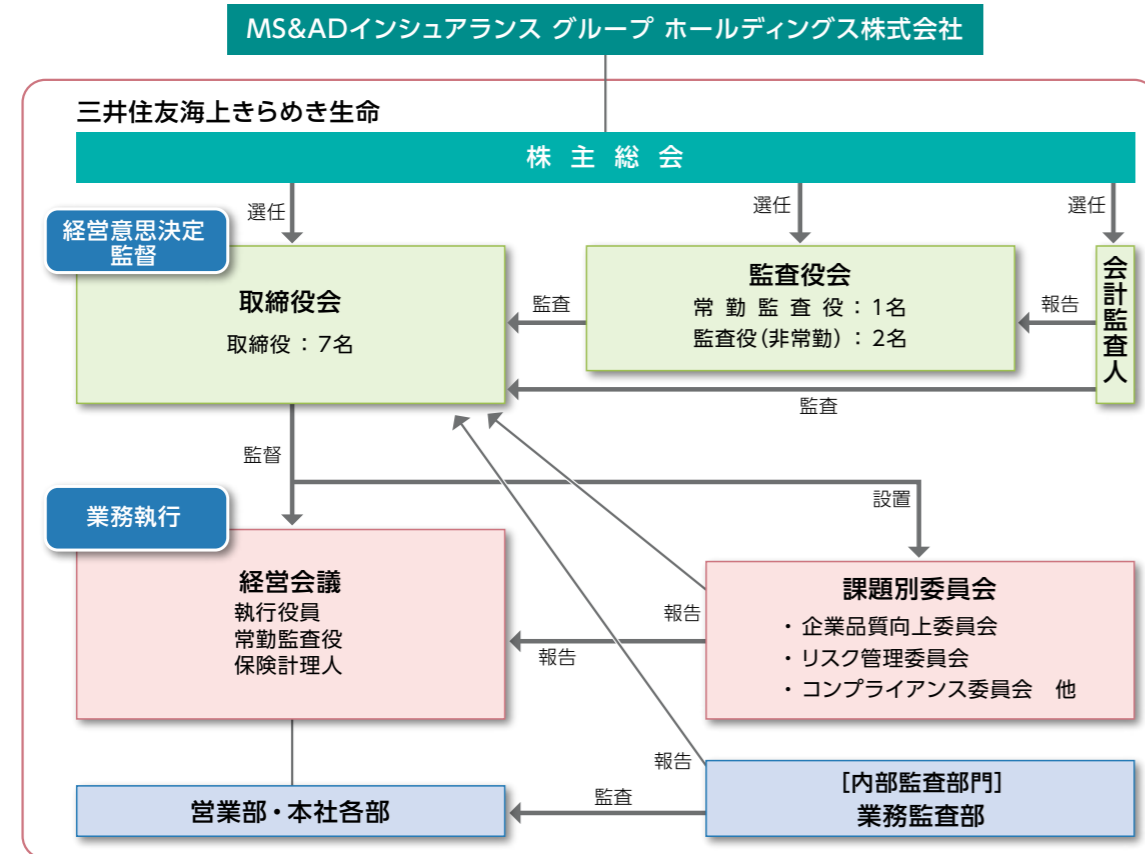 MS&ADインシュアランス グループ ホールディングス株式会社
三井住友海上きらめき生命
株主総会
選任
選任
選任
経営意思決定
監督
取締役会
取締役：7名
監査
監査役会
常勤監査役：1名
監査役(非常勤)：2名
報告
会計監査人
監査
監督
設置
業務執行
経営会議
執行役員
常勤監査役
保険計理人
報告
報告
課題別委員会
・企業品質向上委員会
・リスク管理委員会
・コンプライアンス委員会　他
報告
営業部・本社各部
監査
[内部監査部門]
業務監査部